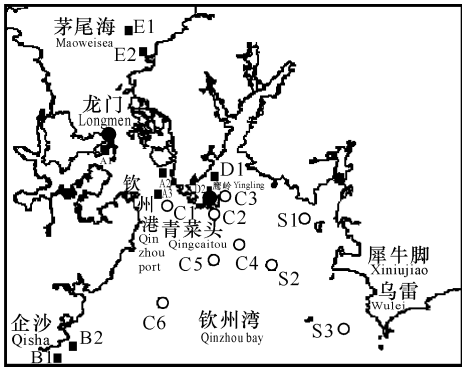 茅尾海 E1
Maoweisea E2
龙门
Longmen
A1
A2
A3
D1
D2 鹰岭 Yingling
钦州港
Qin
zhou
port
C1
C2
C3
青菜头
Qingcaitou
S1
C4
C5
S2
犀牛脚
Xiniujiao
乌雷
Wulei
C6
钦州湾
Qinzhou bay
S3
企沙
Qisha
B2
B1